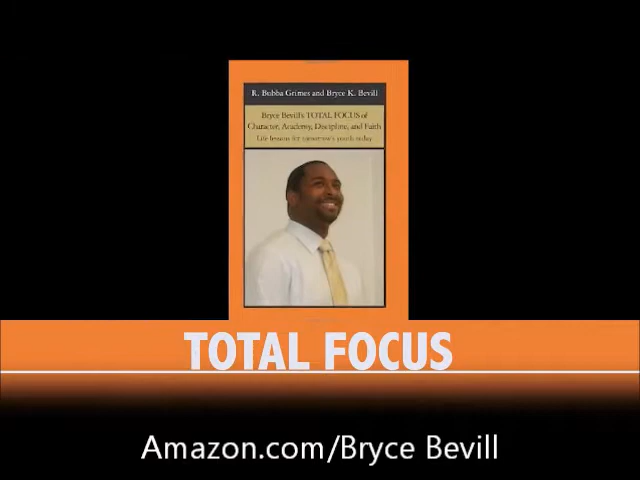 R. Bubba Grimes and Bryce K. Bevill
Bryce Bevill's TOTAL FOCUS of
Character, Academy, Discipline, and Faith
Life lessons for tomorrow's youth today
TOTAL FOCUS
Amazon.com/Bryce Bevill